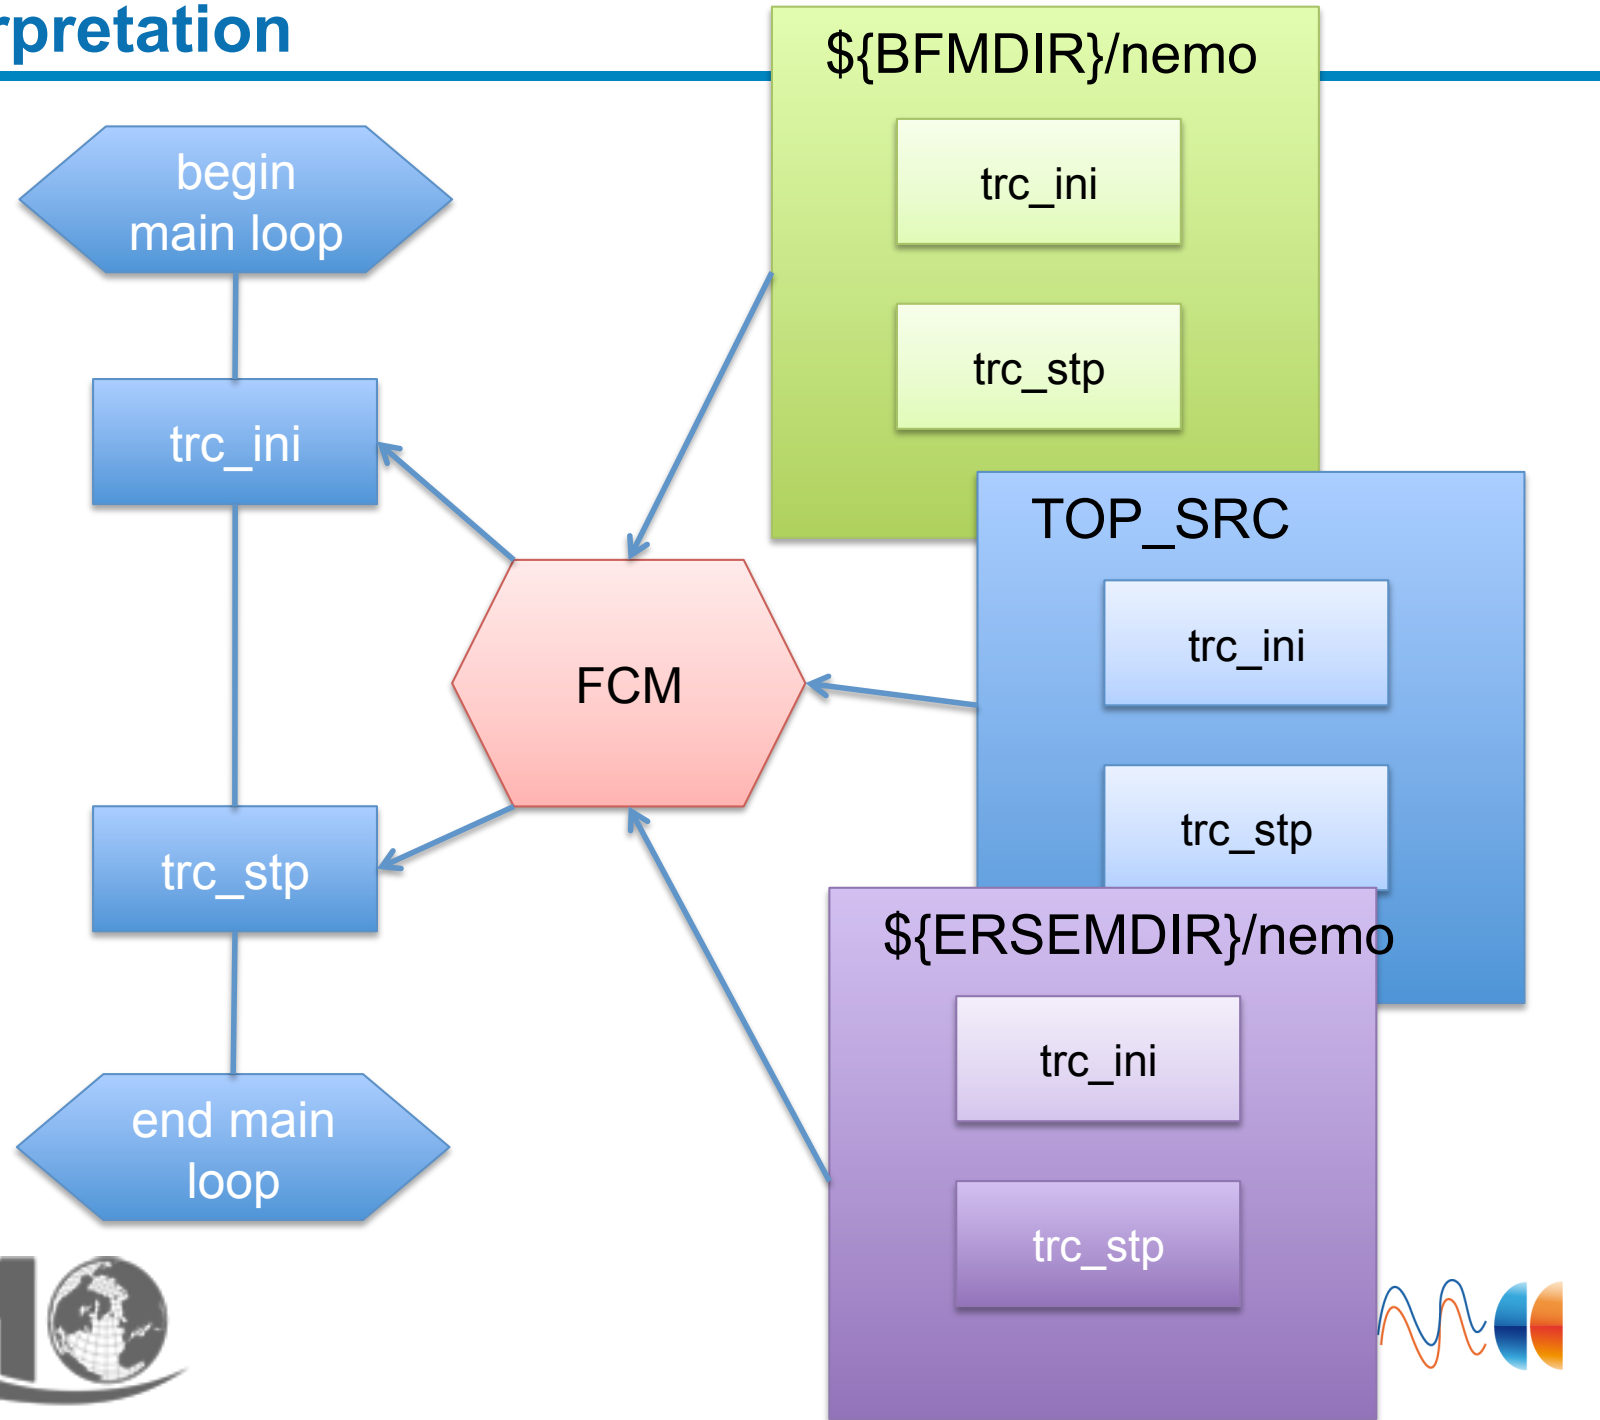 rpretation
${BFMDIR}/nemo
trc_ini
trc_stp
begin
main loop
trc_ini
trc_stp
end main
loop
FCM
TOP_SRC
trc_ini
trc_stp
${ERSEMDIR}/nemo
trc_ini
trc_stp